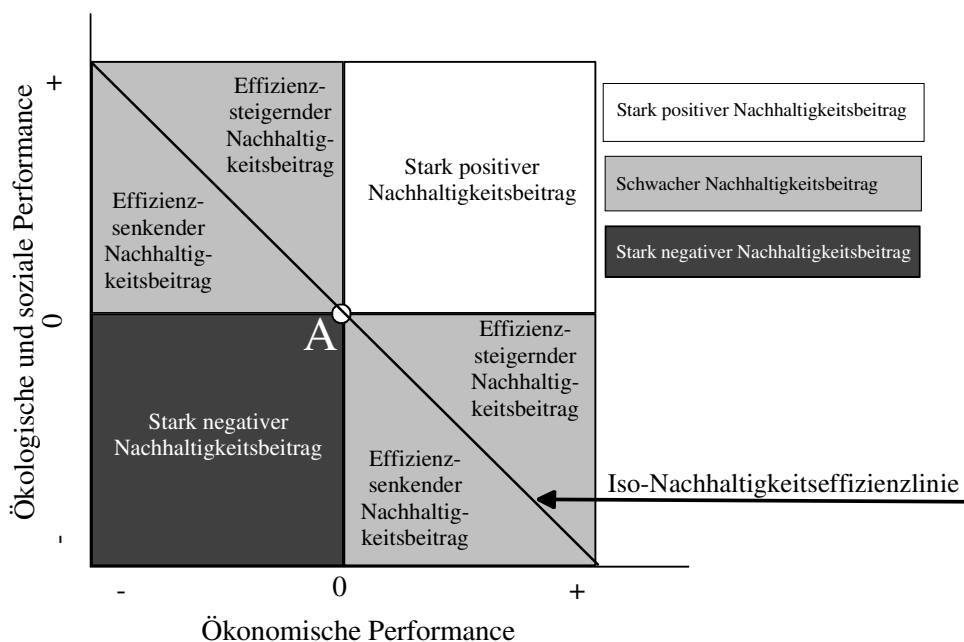 Ökologische und soziale Performance
+
0
-
Effizienz-
steigernder
Nachhaltig-
keitsbeitrag
Effizienz-
senkender
Nachhaltig-
keitsbeitrag
Stark positiver
Nachhaltigkeitsbeitrag
A
Stark negativer
Nachhaltigkeitsbeitrag
Effizienz-
steigernder
Nachhaltig-
keitsbeitrag
Effizienz-
senkender
Nachhaltig-
keitsbeitrag
Stark positiver Nachhaltigkeitsbeitrag
Schwacher Nachhaltigkeitsbeitrag
Stark negativer Nachhaltigkeitsbeitrag
Iso-Nachhaltigkeitseffizienzlinie
-
0
+
Ökonomische Performance